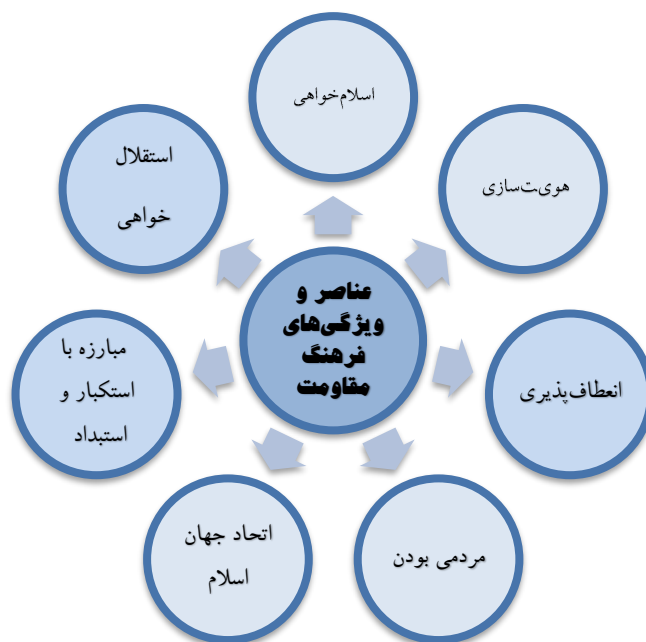 عناصر و
ویژگی‌های
فرهنگ
مقاومت
اسلام‌خواهی
هویت‌سازی
انعطاف‌پذیری
مردمی بودن
اتحاد جهان
اسلام
مبارزه با
استکبار و
استبداد
استقلال
خواهی